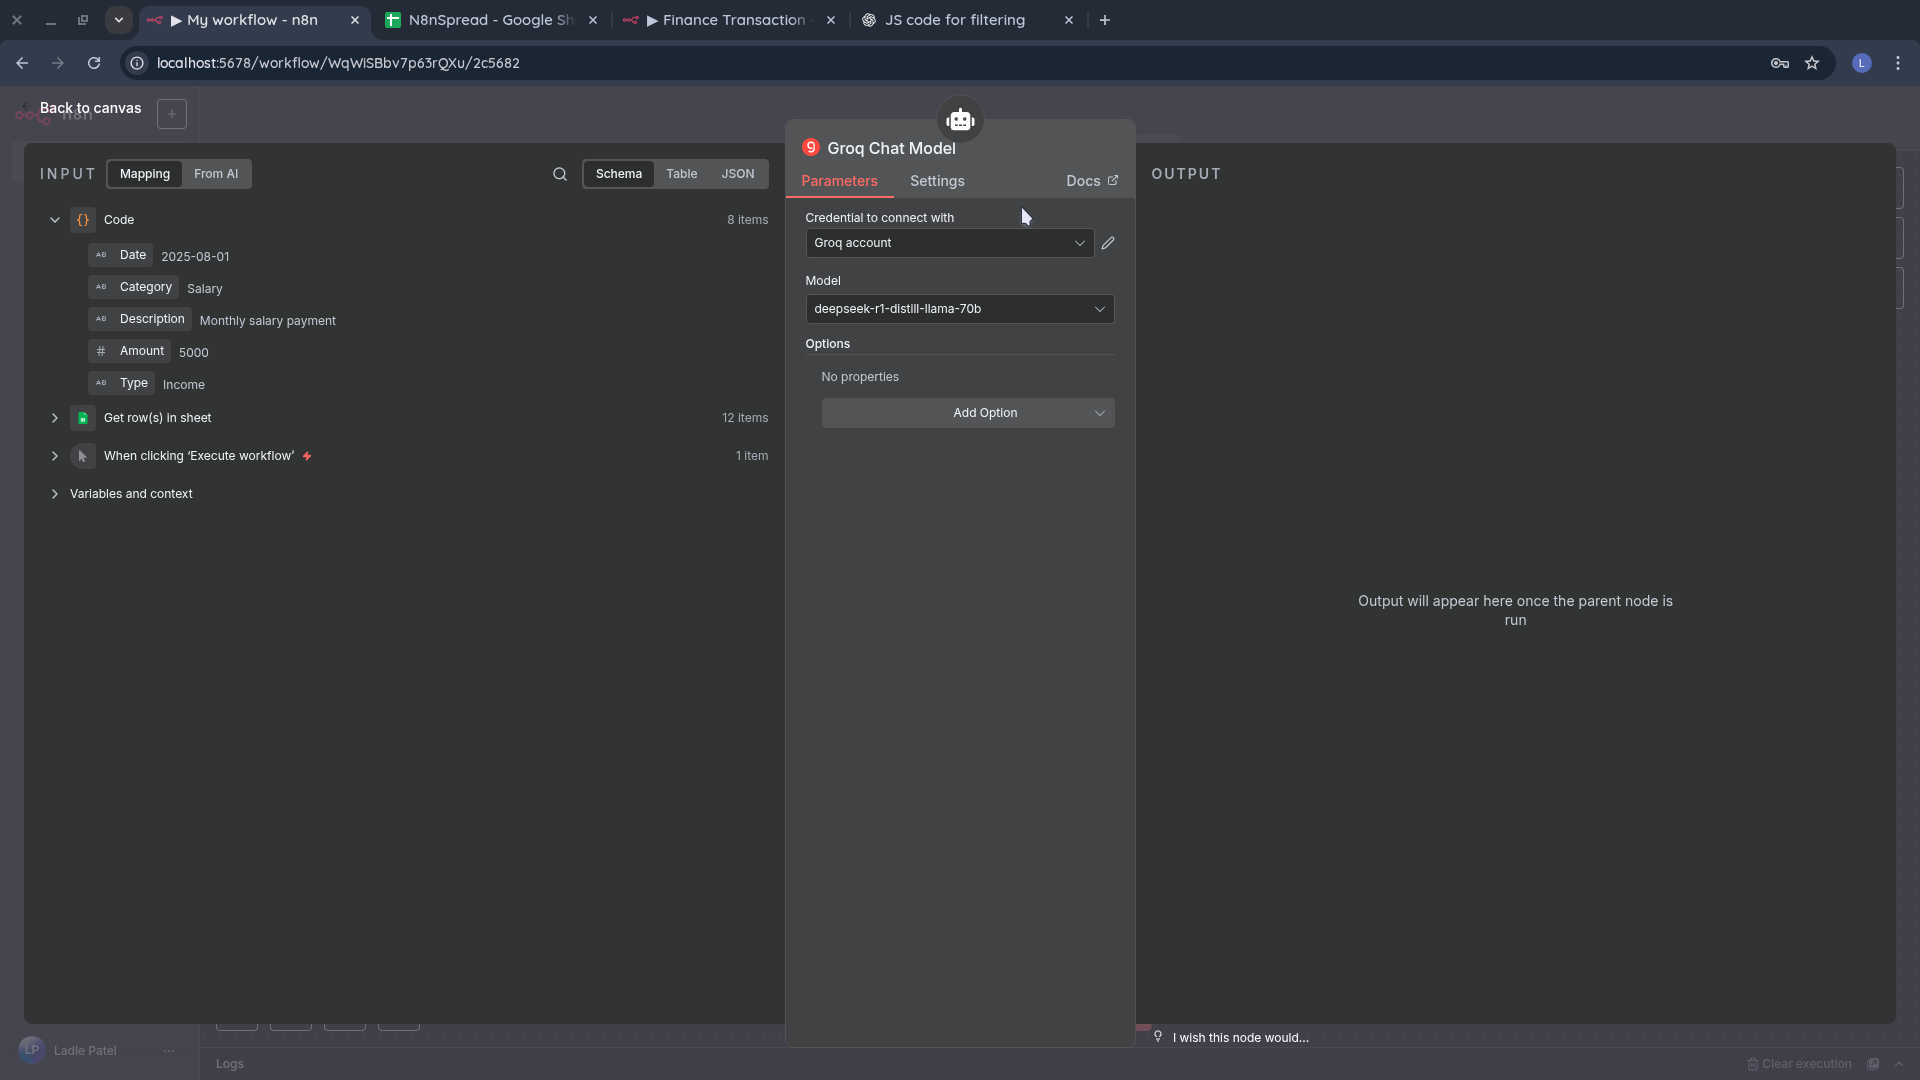 ▶ My workflow - n8n
N8nSpread - Google Sh
▶ Finance Transaction
JS code for filtering
localhost:5678/workflow/WqWiSBbv7p63rQXu/2c5682
L
Back to canvas
n8n
INPUT
Mapping
From AI
Schema
Table
JSON
Code
8 items
AB Date 2025-08-01
AB Category Salary
AB Description Monthly salary payment
# Amount 5000
AB Type Income
Get row(s) in sheet
12 items
When clicking ‘Execute workflow’
1 item
Variables and context
Groq Chat Model
Parameters
Settings
Docs
Credential to connect with
Groq account
Model
deepseek-r1-distill-llama-70b
Options
No properties
Add Option
OUTPUT
Output will appear here once the parent node is
run
I wish this node would...
LP
Ladle Patel
Logs
Clear execution